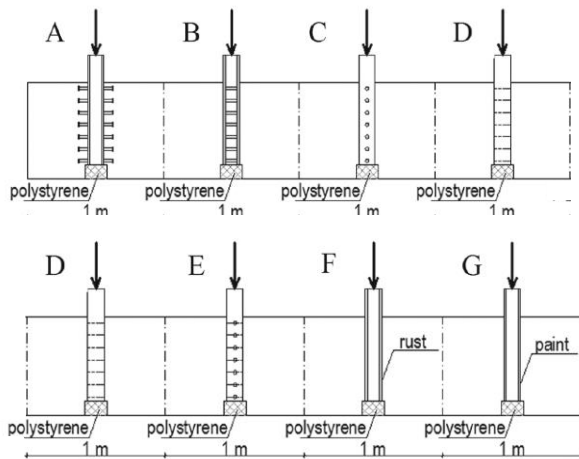 A B C D
polystyrene polystyrene polystyrene polystyrene
1 m 1 m 1 m 1 m
D E F G
rust paint
polystyrene polystyrene polystyrene polystyrene
1 m 1 m 1 m 1 m